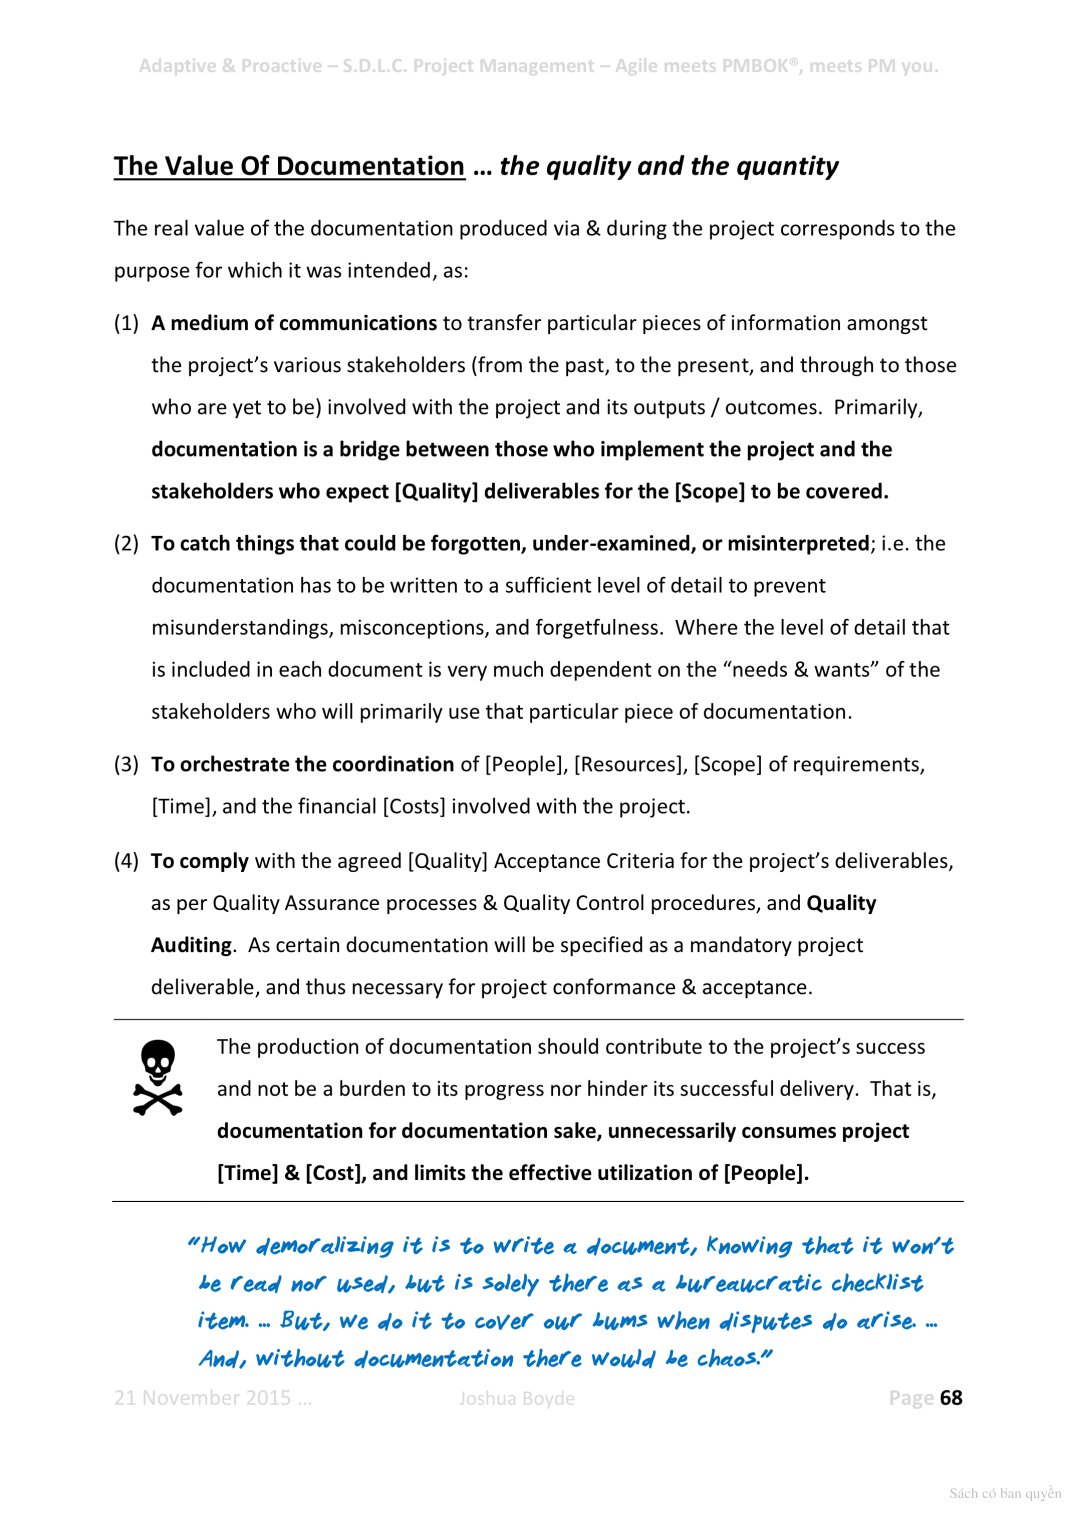 Adaptive & Proactive – S.D.L.C. Project Management – Agile meets PMBOK®, meets PM you.
The Value Of Documentation … the quality and the quantity
The real value of the documentation produced via & during the project corresponds to the
purpose for which it was intended, as:
(1) A medium of communications to transfer particular pieces of information amongst
the project’s various stakeholders (from the past, to the present, and through to those
who are yet to be) involved with the project and its outputs / outcomes. Primarily,
documentation is a bridge between those who implement the project and the
stakeholders who expect [Quality] deliverables for the [Scope] to be covered.
(2) To catch things that could be forgotten, under-examined, or misinterpreted; i.e. the
documentation has to be written to a sufficient level of detail to prevent
misunderstandings, misconceptions, and forgetfulness. Where the level of detail that
is included in each document is very much dependent on the “needs & wants” of the
stakeholders who will primarily use that particular piece of documentation.
(3) To orchestrate the coordination of [People], [Resources], [Scope] of requirements,
[Time], and the financial [Costs] involved with the project.
(4) To comply with the agreed [Quality] Acceptance Criteria for the project’s deliverables,
as per Quality Assurance processes & Quality Control procedures, and Quality
Auditing. As certain documentation will be specified as a mandatory project
deliverable, and thus necessary for project conformance & acceptance.
The production of documentation should contribute to the project’s success
and not be a burden to its progress nor hinder its successful delivery. That is,
documentation for documentation sake, unnecessarily consumes project
[Time] & [Cost], and limits the effective utilization of [People].
“How demoralizing it is to write a document, knowing that it won’t
be read nor used, but is solely there as a bureaucratic checklist
item. … But, we do it to cover our bums when disputes do arise. …
And, without documentation there would be chaos.”
21 November 2015 … Joshua Boyde Page 68
Sách có bản quyền